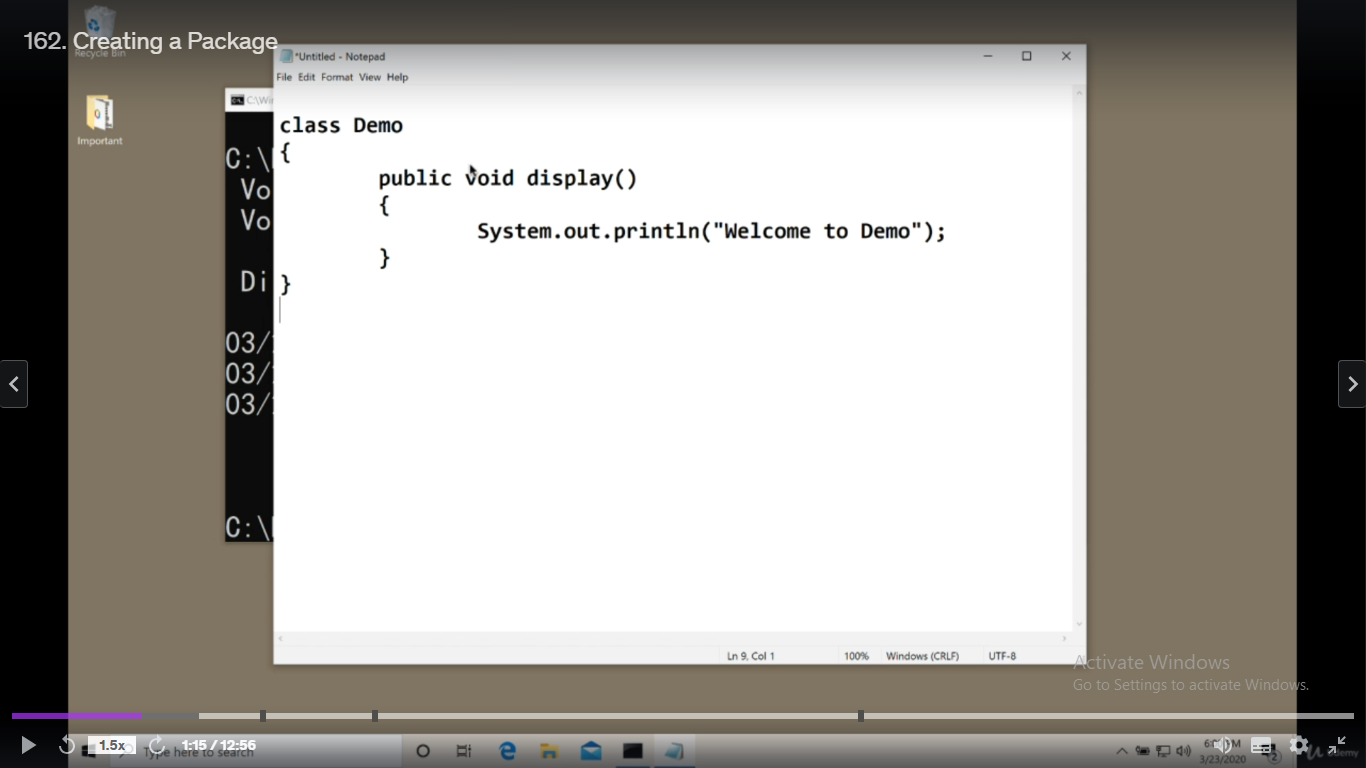 162. Creating a Package
Recycle Bin
*Untitled - Notepad
File Edit Format View Help
Important
class Demo
{
public void display()
{
System.out.println("Welcome to Demo");
}
}
C:\
Vo
Vo
Di
03/
03/
03/
C:\
Ln 9, Col 1
100%
Windows (CRLF)
UTF-8
Activate Windows
Go to Settings to activate Windows.
1.5x
1:15 / 12:56
Type here to search
3/23/2020
2